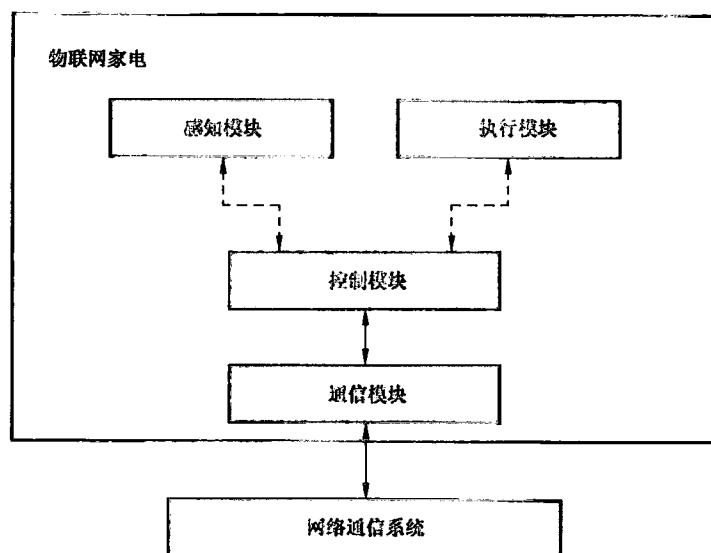 物联网家电
感知模块
执行模块
控制模块
通信模块
网络通信系统